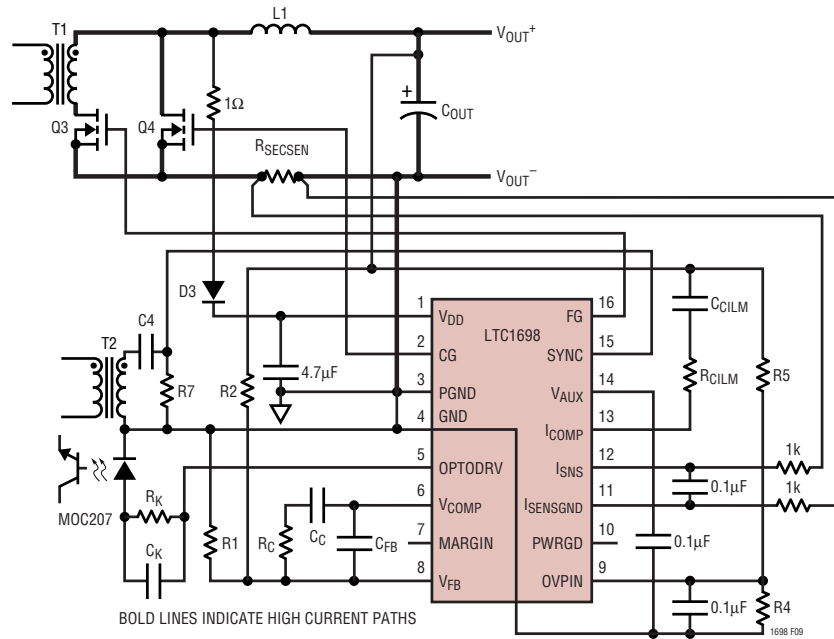 T1
L1
VOUT+
1Ω
+
COUT
Q3
Q4
RSECSEN
VOUT−
D3
CCILM
1
VDD
LTC1698
FG
16
C4
T2
2
CG
SYNC
15
4.7µF
R7
R2
RCILM
R5
3
PGND
VAUX
14
4
GND
ICOMP
13
5
OPTODRV
ISNS
12
1k
0.1µF
RK
6
VCOMP
ISENSGND
11
1k
MOC207
CC
RC
CFB
R1
7
MARGIN
PWRGD
10
0.1µF
CK
8
VFB
OVPIN
9
0.1µF
R4
BOLD LINES INDICATE HIGH CURRENT PATHS
1698 F09